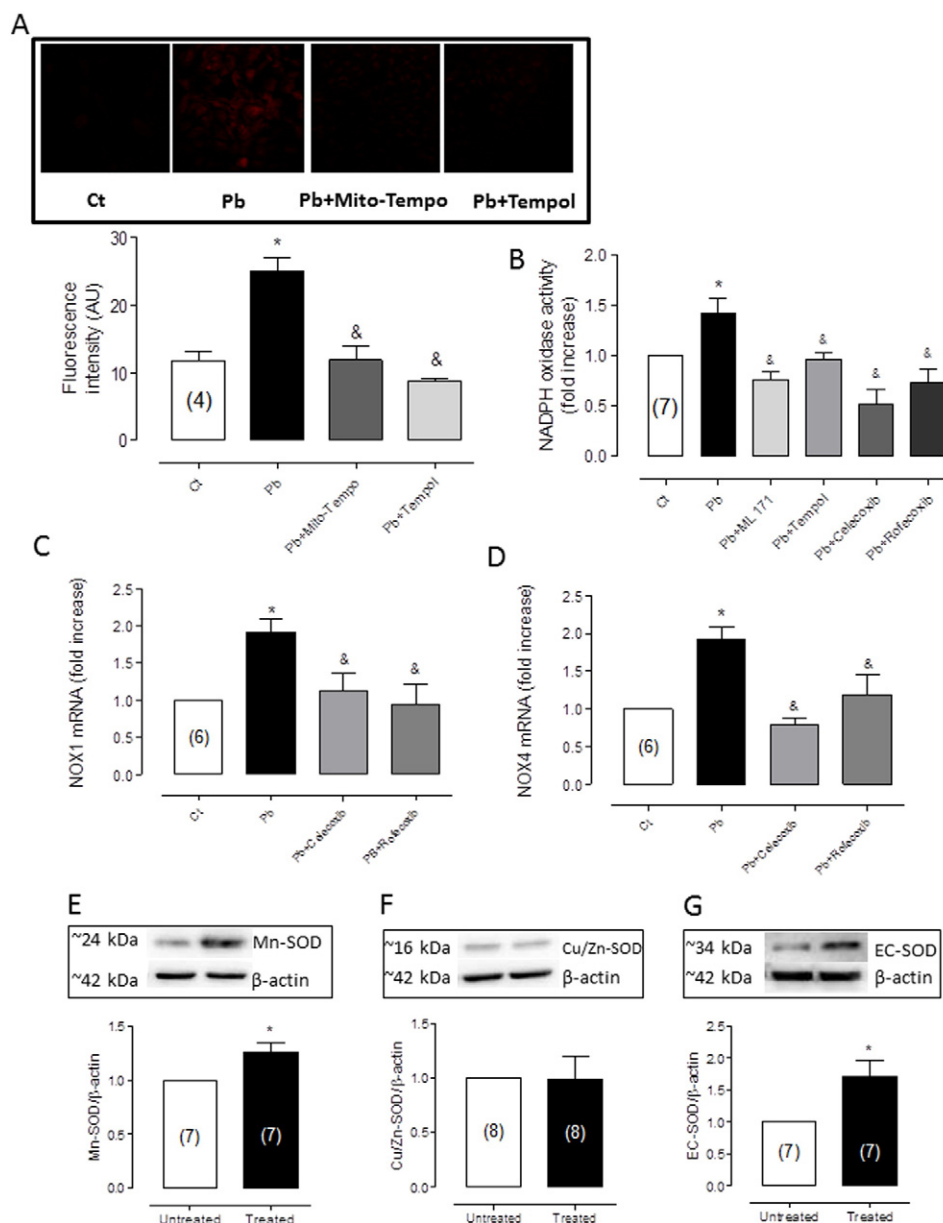 A
Ct
Pb
Pb+Mito-Tempo
Pb+Tempol
Fluorescence
intensity (AU)
30
20
10
0
(4)
*
&
&
Ct
Pb
Pb+Mito-Tempo
Pb+Tempol
B
NADPH oxidase activity
(fold increase)
2.0
1.5
1.0
0.5
0.0
(7)
*
&
&
&
&
Ct
Pb
Pb+ML171
Pb+Tempol
Pb+Celecoxib
Pb+Rofecoxib
C
NOX1 mRNA (fold increase)
2.5
2.0
1.5
1.0
0.5
0.0
(6)
*
&
&
Ct
Pb
Pb+Celecoxib
PB+Rofecoxib
D
NOX4 mRNA (fold increase)
2.5
2.0
1.5
1.0
0.5
0.0
(6)
*
&
&
Ct
Pb
Pb+Celecoxib
Pb+Rofecoxib
E
~24 kDa
Mn-SOD
~42 kDa
β-actin
Mn-SOD/β-actin
1.5
1.0
0.5
0.0
*
(7)
(7)
Untreated
Treated
F
~16 kDa
Cu/Zn-SOD
~42 kDa
β-actin
Cu/Zn-SOD/β-actin
1.5
1.0
0.5
0.0
(8)
(8)
Untreated
Treated
G
~34 kDa
EC-SOD
~42 kDa
β-actin
EC-SOD/β-actin
2.5
2.0
1.5
1.0
0.5
0.0
*
(7)
(7)
Untreated
Treated